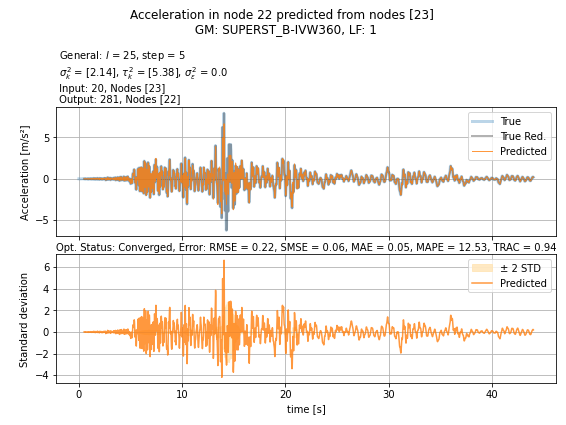 Acceleration in node 22 predicted from nodes [23]
GM: SUPERST_B-IVW360, LF: 1
General: l = 25, step = 5
σ²ₖ = [2.14], τ²ₖ = [5.38], σ²ₑ = 0.0
Input: 20, Nodes [23]
Output: 281, Nodes [22]
True
True Red.
Predicted
Acceleration [m/s²]
5
0
−5
Opt. Status: Converged, Error: RMSE = 0.22, SMSE = 0.06, MAE = 0.05, MAPE = 12.53, TRAC = 0.94
± 2 STD
Predicted
Standard deviation
6
4
2
0
−2
−4
0 10 20 30 40
time [s]